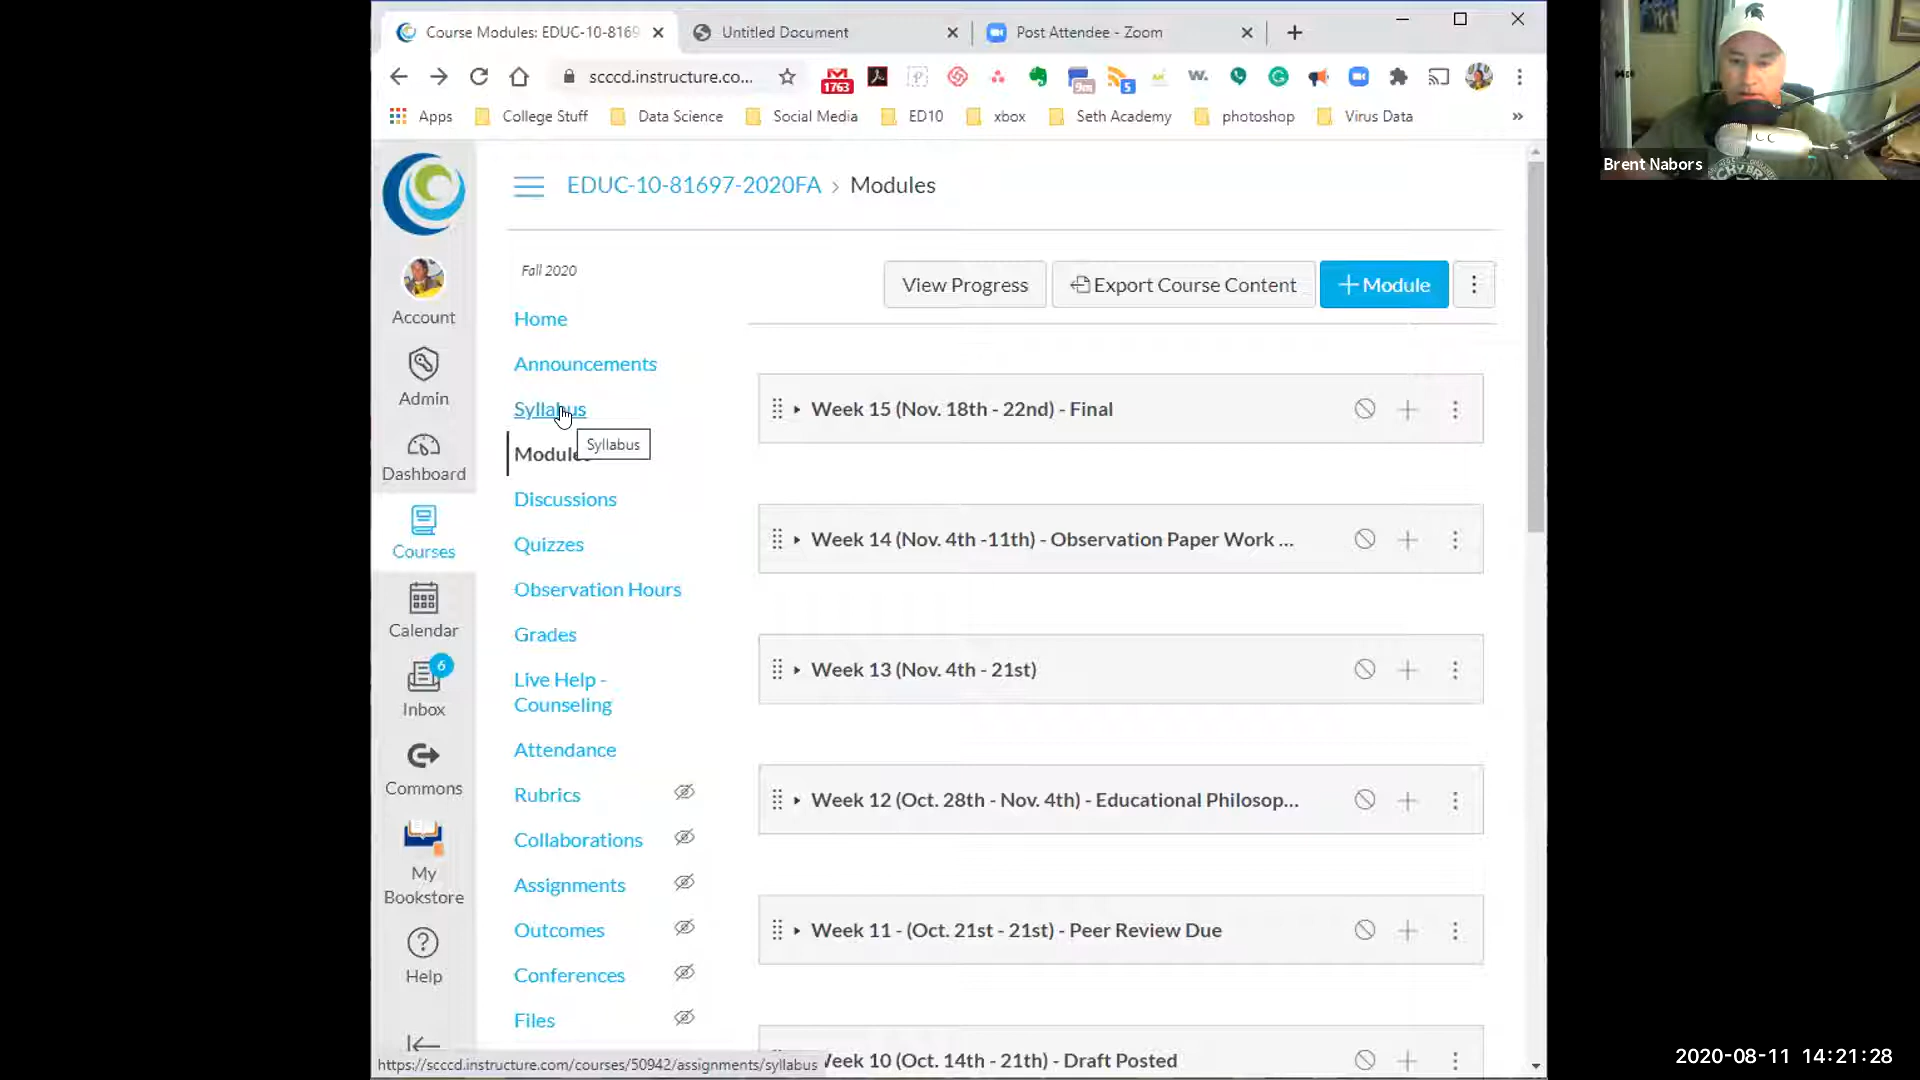 Course Modules: EDUC-10-8169
Untitled Document
Post Attendee - Zoom
scccd.instructure.co...
1763
9m
5
W.
Apps
College Stuff
Data Science
Social Media
ED10
xbox
Seth Academy
photoshop
Virus Data
»
Brent Nabors
EDUC-10-81697-2020FA › Modules
Account
Admin
Dashboard
Courses
Calendar
6
Inbox
Commons
My
Bookstore
Help
Fall 2020
Home
Announcements
Syllabus
Syllabus
Modules
Discussions
Quizzes
Observation Hours
Grades
Live Help -
Counseling
Attendance
Rubrics
Collaborations
Assignments
Outcomes
Conferences
Files
View Progress
Export Course Content
+ Module
Week 15 (Nov. 18th - 22nd) - Final
Week 14 (Nov. 4th -11th) - Observation Paper Work ...
Week 13 (Nov. 4th - 21st)
Week 12 (Oct. 28th - Nov. 4th) - Educational Philosop...
Week 11 - (Oct. 21st - 21st) - Peer Review Due
Week 10 (Oct. 14th - 21th) - Draft Posted
https://scccd.instructure.com/courses/50942/assignments/syllabus
2020-08-11 14:21:28